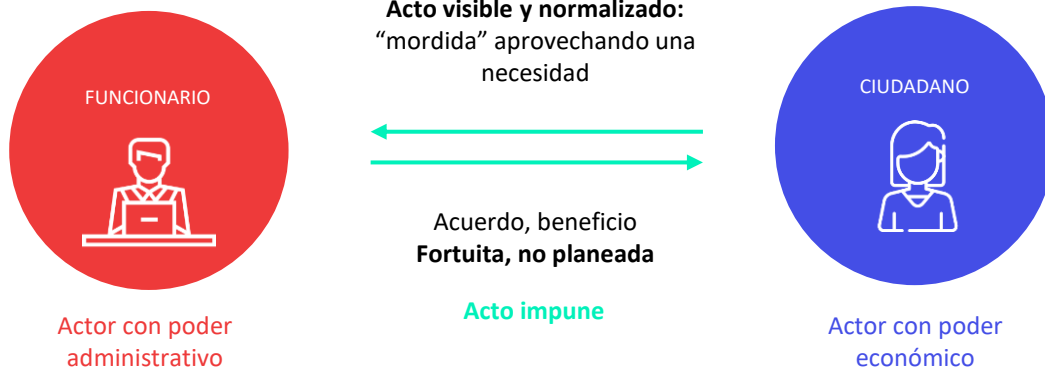 Acto visible y normalizado:
“mordida” aprovechando una
necesidad
FUNCIONARIO
CIUDADANO
Acuerdo, beneficio
Fortuita, no planeada
Acto impune
Actor con poder
administrativo
Actor con poder
económico